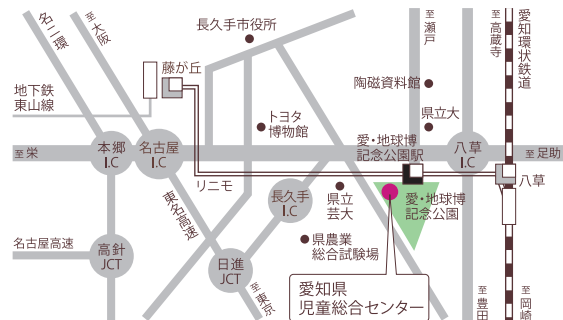 名二環
至大阪
長久手市役所
至瀬戸
至高蔵寺
愛知環状鉄道
藤が丘
地下鉄
東山線
陶磁資料館
トヨタ
博物館
県立大
至栄
本郷
I.C
名古屋
I.C
愛・地球博
記念公園駅
八草
I.C
至足助
リニモ
八草
東名高速
長久手
I.C
県立
芸大
愛・地球博
記念公園
名古屋高速
高針
JCT
日進
JCT
県農業
総合試験場
至東京
愛知県
児童総合センター
至豊田
至岡崎